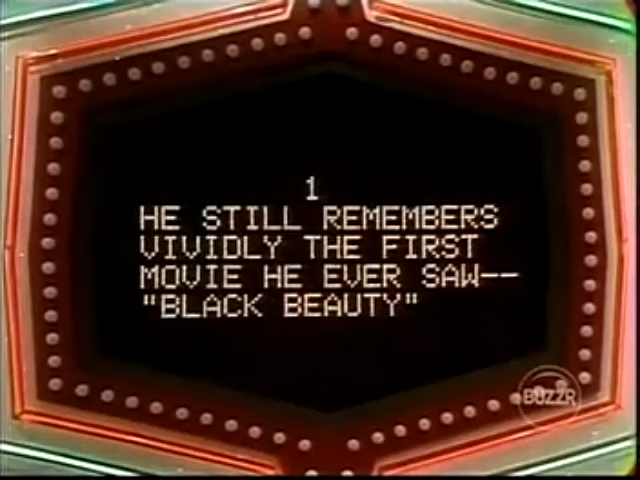 1
HE STILL REMEMBERS
VIVIDLY THE FIRST
MOVIE HE EVER SAW--
"BLACK BEAUTY"
BUZZR